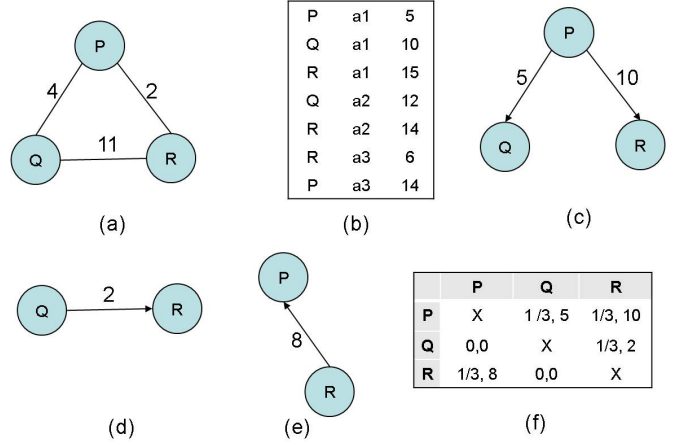 P
4
2
Q
11
R
(a)
P a1 5
Q a1 10
R a1 15
Q a2 12
R a2 14
R a3 6
P a3 14
(b)
P
5
10
Q
R
(c)
Q
2
R
(d)
P
8
R
(e)
P Q R
P X 1 /3, 5 1/3, 10
Q 0,0 X 1/3, 2
R 1/3, 8 0,0 X
(f)